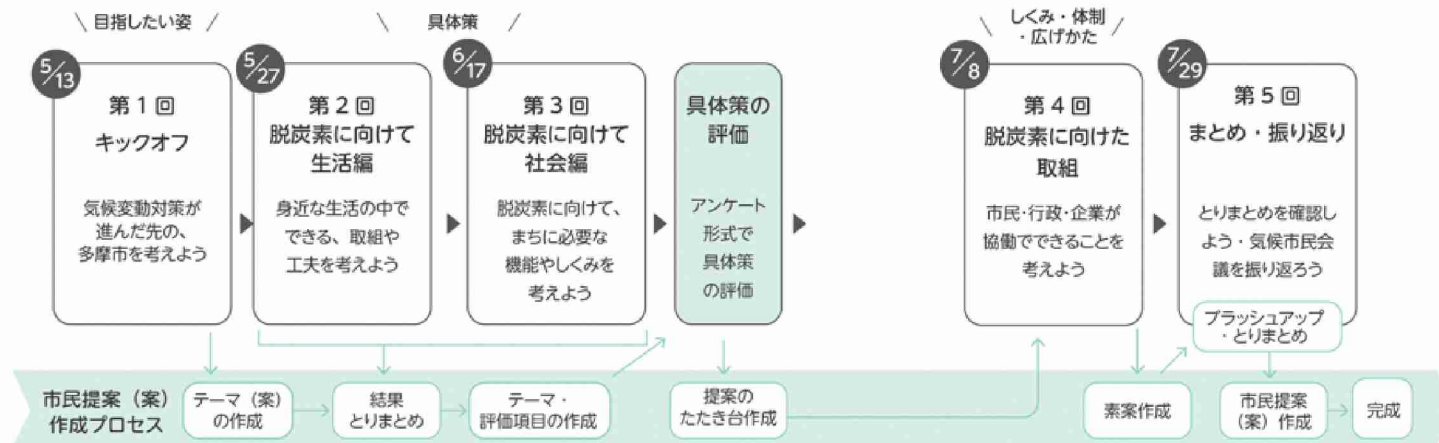 目指したい姿
具体策
しくみ・体制
・広げかた
5/13
第1回
キックオフ
気候変動対策が
進んだ先の、
多摩市を考えよう
5/27
第2回
脱炭素に向けて
生活編
身近な生活の中で
できる、取組や
工夫を考えよう
6/17
第3回
脱炭素に向けて
社会編
脱炭素に向けて、
まちに必要な
機能やしくみを
考えよう
具体策の
評価
アンケート
形式で
具体策
の評価
7/8
第4回
脱炭素に向けた
取組
市民・行政・企業が
協働でできることを
考えよう
7/29
第5回
まとめ・振り返り
とりまとめを確認し
よう・気候市民会
議を振り返ろう
ブラッシュアップ
・とりまとめ
市民提案（案）
作成プロセス
テーマ（案）
の作成
結果
とりまとめ
テーマ・
評価項目の作成
提案の
たたき台作成
素案作成
市民提案
（案）作成
完成